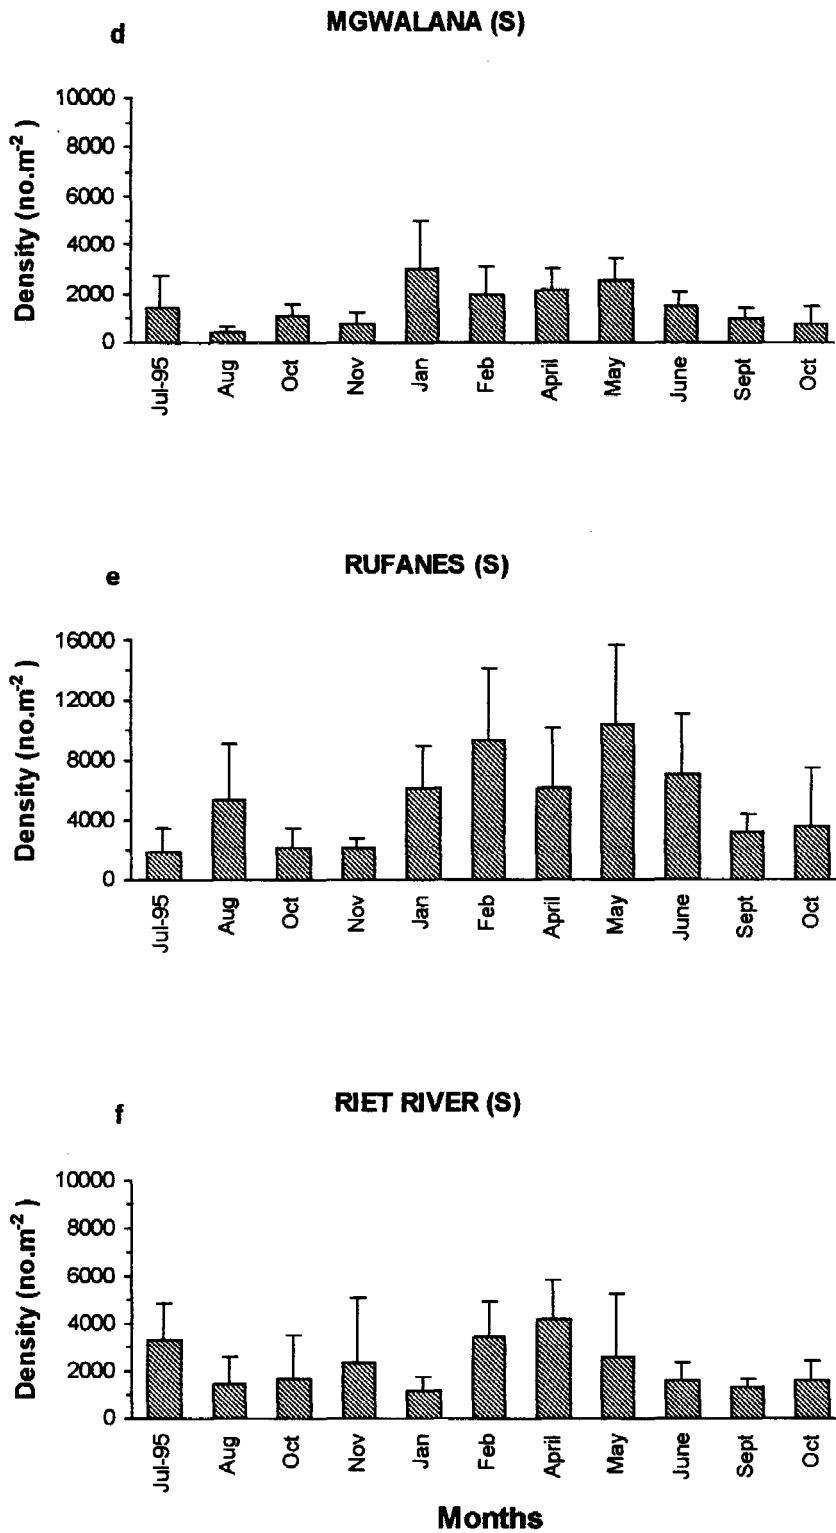 d
MGWALANA (S)
Density (no.m-2 )
10000
8000
6000
4000
2000
0
Jul-95
Aug
Oct
Nov
Jan
Feb
April
May
June
Sept
Oct
e
RUFANES (S)
Density (no.m-2 )
16000
12000
8000
4000
0
Jul-95
Aug
Oct
Nov
Jan
Feb
April
May
June
Sept
Oct
f
RIET RIVER (S)
Density (no.m-2 )
10000
8000
6000
4000
2000
0
Jul-95
Aug
Oct
Nov
Jan
Feb
April
May
June
Sept
Oct
Months